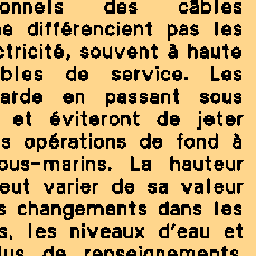 onnels des câbles
e différencient pas les
ctricité, souvent à haute
bles de service. Les
arde en passant sous
et éviteront de jeter
s opérations de fond à
ous-marins. La hauteur
eut varier de sa valeur
s changements dans les
s, les niveaux d'eau et
lus de renseignements,